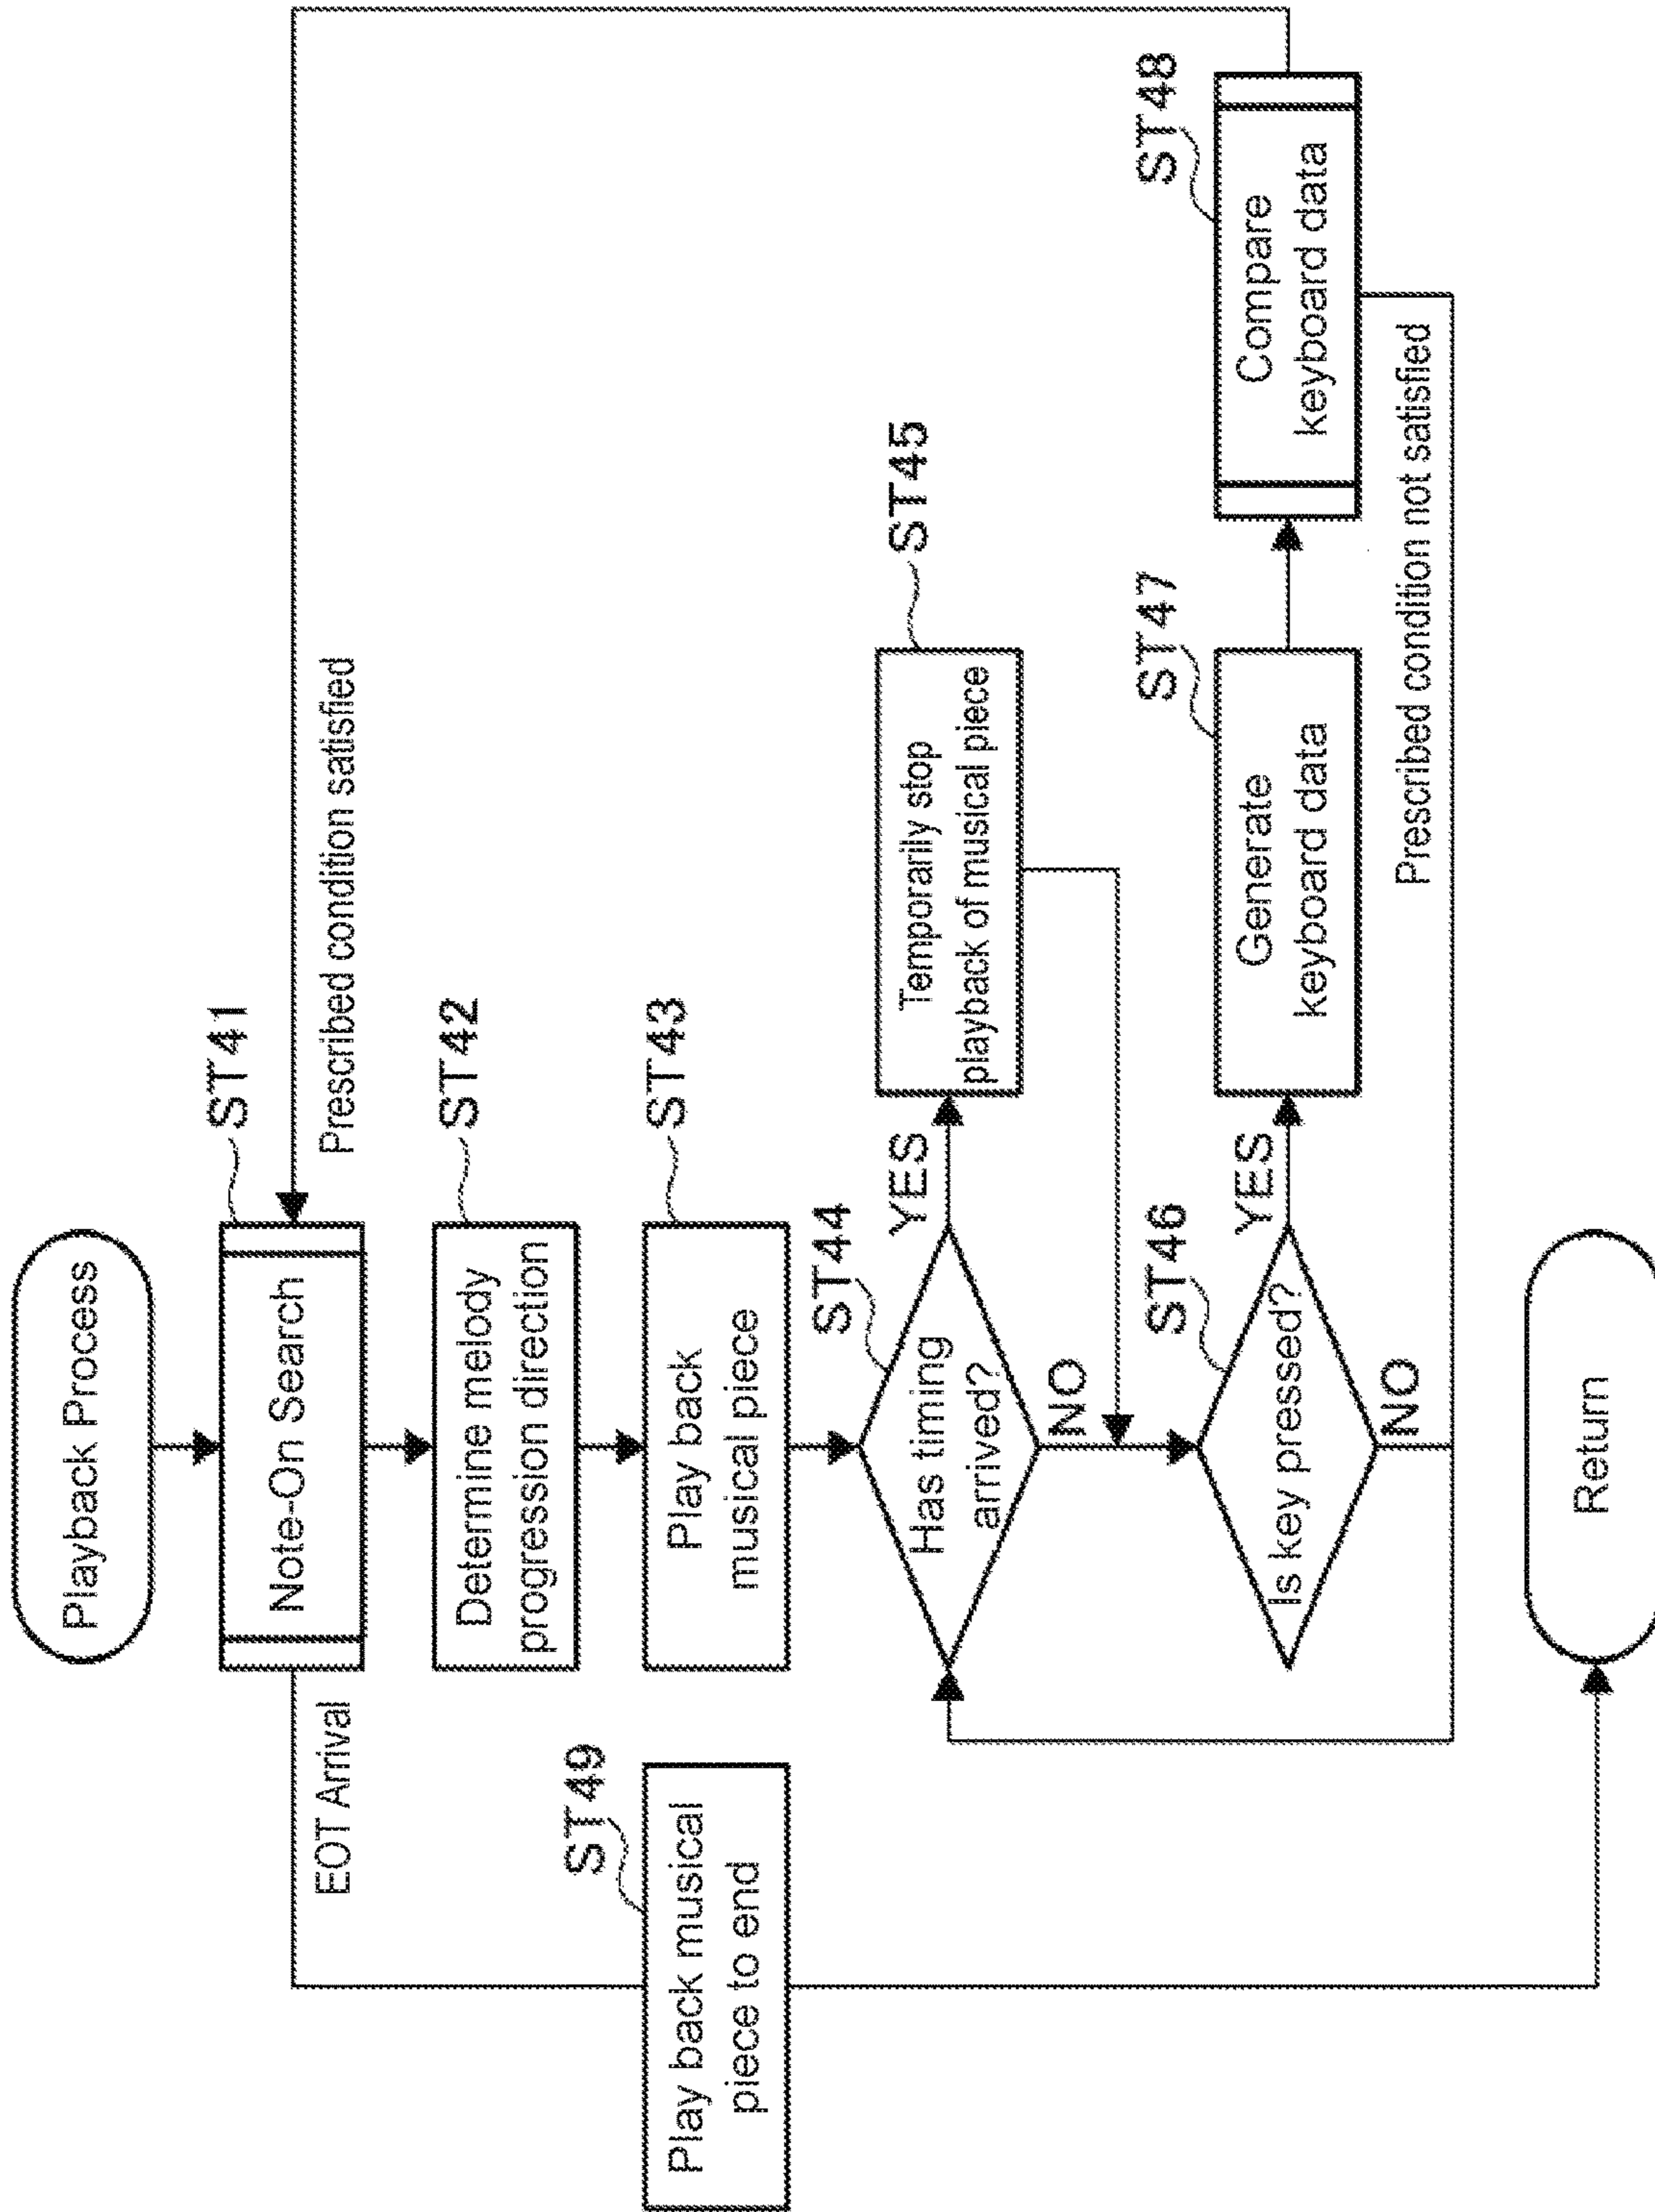 Playback Process
ST41
Note-On Search
EOT Arrival
Prescribed condition satisfied
ST42
Determine melody
progression direction
ST49
Play back musical
piece to end
ST43
Play back
musical piece
ST44
Has timing
arrived?
YES
NO
ST45
Temporarily stop
playback of musical piece
ST46
Is key pressed?
YES
NO
ST47
Generate
keyboard data
ST48
Compare
keyboard data
Prescribed condition not satisfied
Return